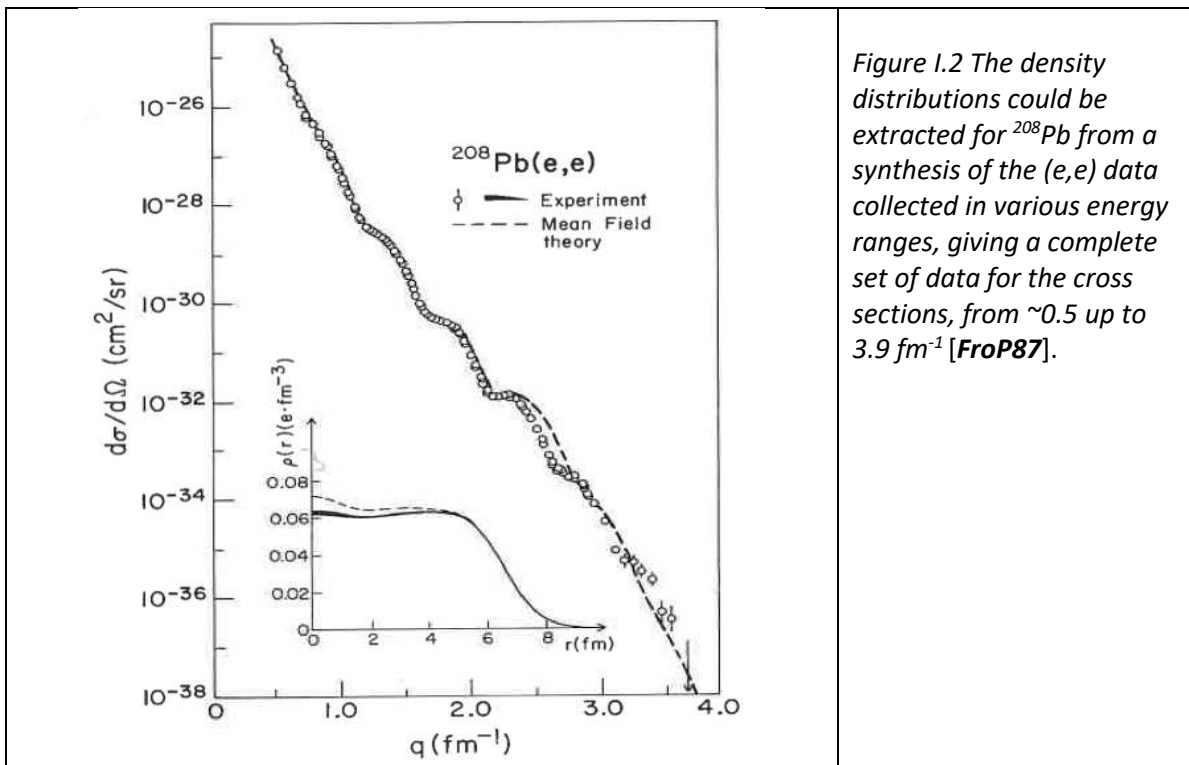 10⁻²⁶
10⁻²⁸
10⁻³⁰
10⁻³²
10⁻³⁴
10⁻³⁶
10⁻³⁸
dσ/dΩ (cm²/sr)
²⁰⁸Pb(e,e)
Experiment
Mean Field
theory
ρ(r)(e·fm⁻³)
0.08
0.06
0.04
0.02
0
0 2 4 6 8 r(fm)
0 1.0 2.0 3.0 4.0
q (fm⁻¹)
Figure I.2 The density
distributions could be
extracted for ²⁰⁸Pb from a
synthesis of the (e,e) data
collected in various energy
ranges, giving a complete
set of data for the cross
sections, from ~0.5 up to
3.9 fm⁻¹ [FroP87].